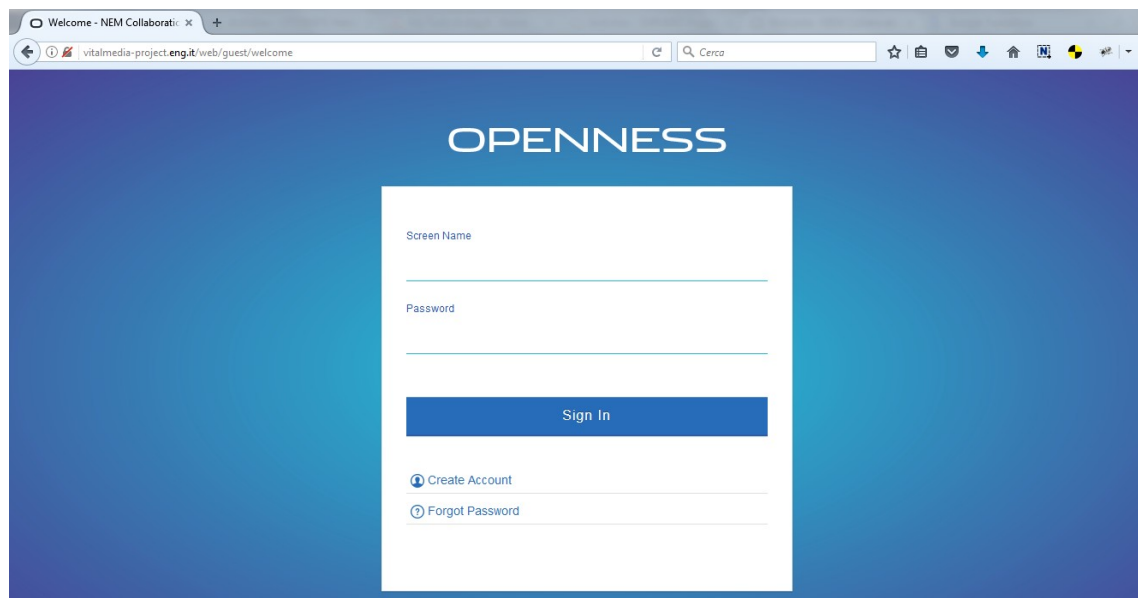 Welcome - NEM Collaboratic
vitalmedia-project.eng.it/web/guest/welcome
Cerca
OPENNESS
Screen Name
Password
Sign In
Create Account
Forgot Password